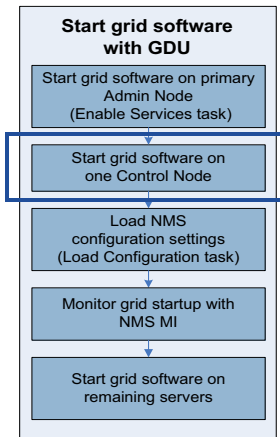 Start grid software
with GDU
Start grid software on primary
Admin Node
(Enable Services task)
Start grid software on
one Control Node
Load NMS
configuration settings
(Load Configuration task)
Monitor grid startup with
NMS MI
Start grid software on
remaining servers